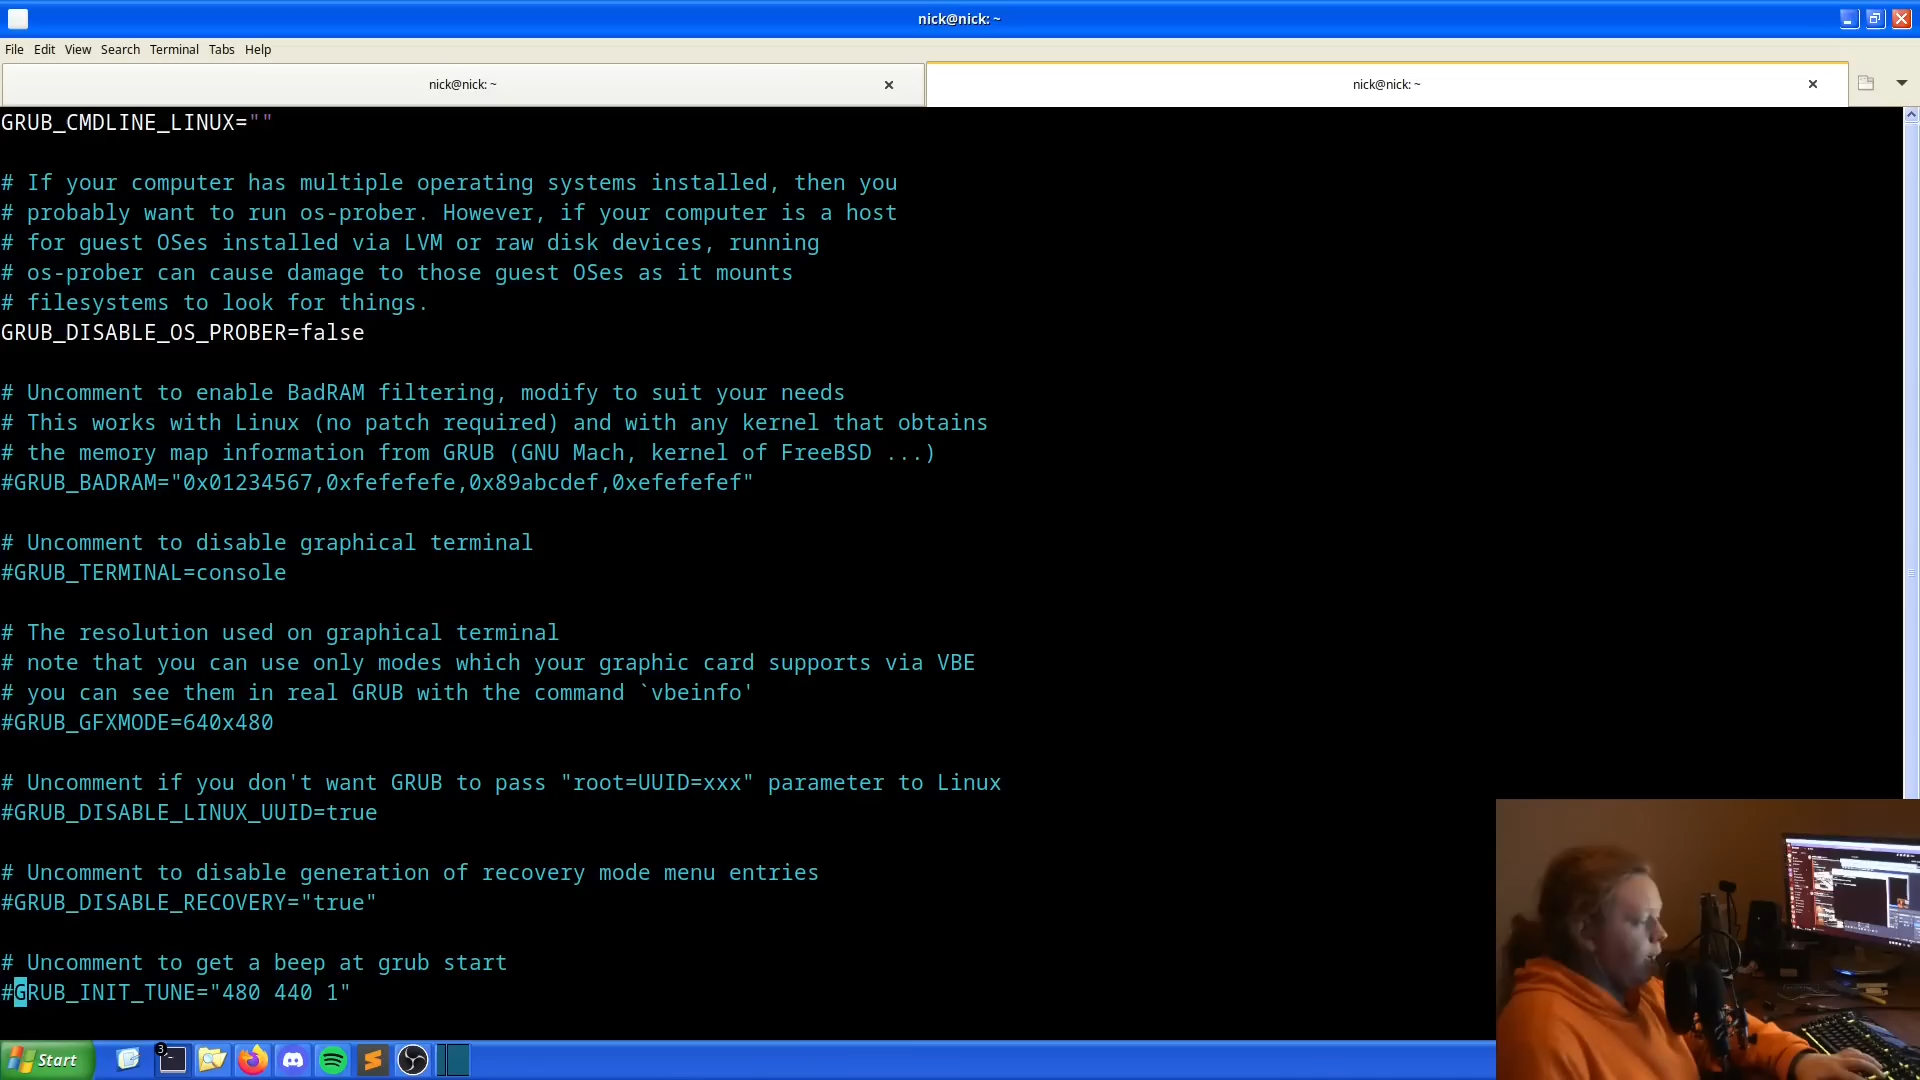 nick@nick: ~
File Edit View Search Terminal Tabs Help
nick@nick: ~
nick@nick: ~
GRUB_CMDLINE_LINUX=""
# If your computer has multiple operating systems installed, then you
# probably want to run os-prober. However, if your computer is a host
# for guest OSes installed via LVM or raw disk devices, running
# os-prober can cause damage to those guest OSes as it mounts
# filesystems to look for things.
GRUB_DISABLE_OS_PROBER=false
# Uncomment to enable BadRAM filtering, modify to suit your needs
# This works with Linux (no patch required) and with any kernel that obtains
# the memory map information from GRUB (GNU Mach, kernel of FreeBSD ...)
#GRUB_BADRAM="0x01234567,0xfefefefe,0x89abcdef,0xefefefef"
# Uncomment to disable graphical terminal
#GRUB_TERMINAL=console
# The resolution used on graphical terminal
# note that you can use only modes which your graphic card supports via VBE
# you can see them in real GRUB with the command `vbeinfo'
#GRUB_GFXMODE=640x480
# Uncomment if you don't want GRUB to pass "root=UUID=xxx" parameter to Linux
#GRUB_DISABLE_LINUX_UUID=true
# Uncomment to disable generation of recovery mode menu entries
#GRUB_DISABLE_RECOVERY="true"
# Uncomment to get a beep at grub start
#GRUB_INIT_TUNE="480 440 1"
Start
3